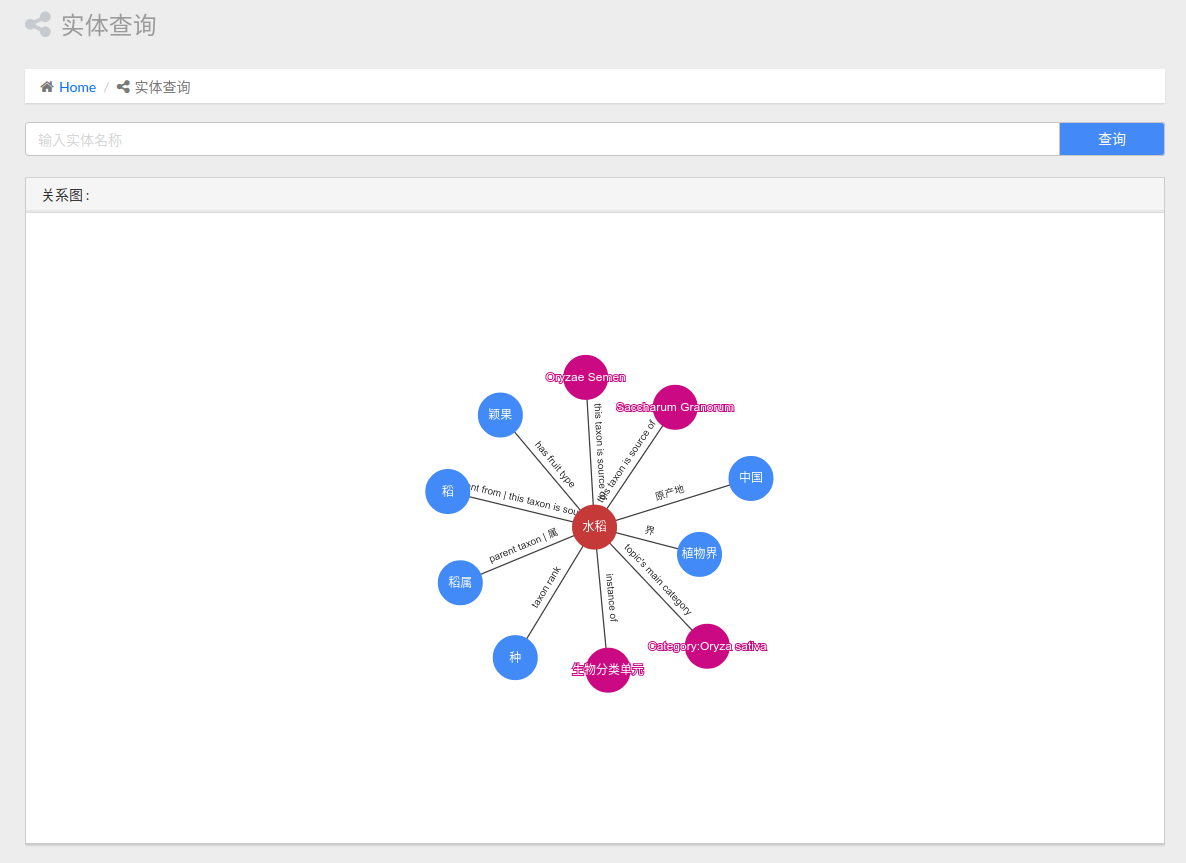 实体查询
Home / 实体查询
输入实体名称
查询
关系图:
Oryzae Semen
Saccharum Granorum
颖果
this taxon is source of
this taxon is source of
has fruit type
中国
原产地
稻
nt from | this taxon is sou
水稻
界
植物界
parent taxon | 属
稻属
taxon rank
instance of
topic's main category
种
生物分类单元
Category:Oryza sativa